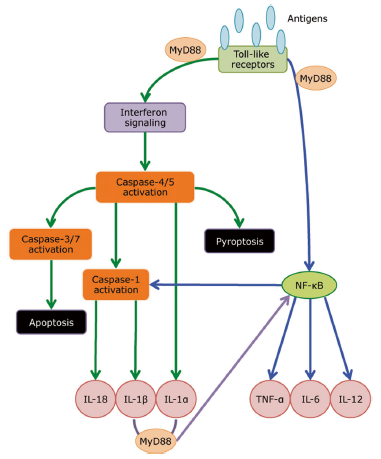 Antigens
MyD88
Toll-like
receptors
MyD88
Interferon
signaling
Caspase-4/5
activation
Caspase-3/7
activation
Pyroptosis
Caspase-1
activation
NF-κB
Apoptosis
IL-18
IL-1β
IL-1α
TNF-α
IL-6
IL-12
MyD88